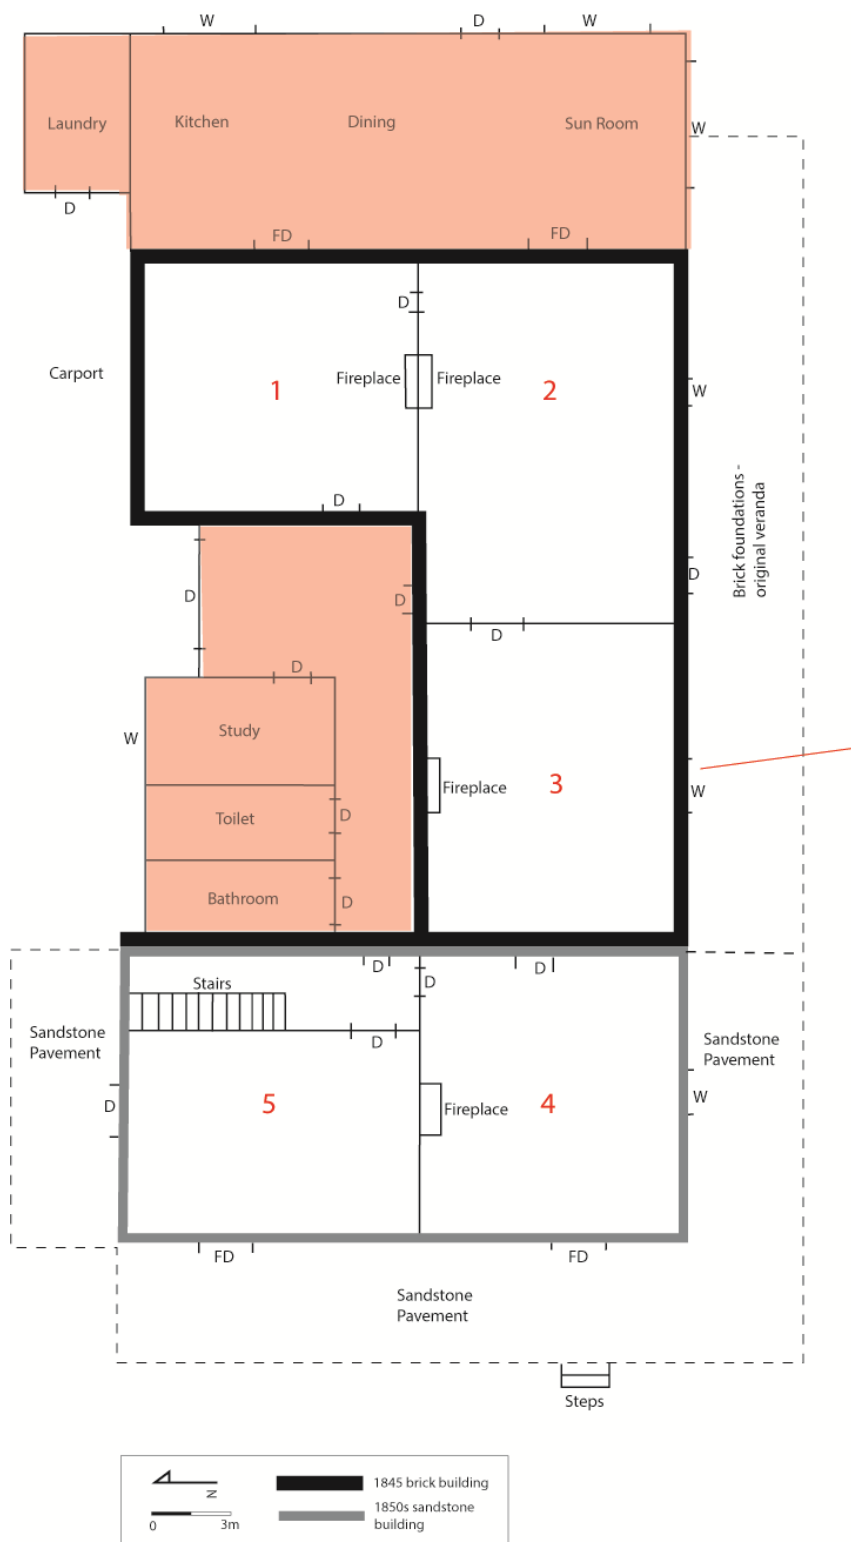 W
D
W
Laundry
Kitchen
Dining
Sun Room
W
D
FD
FD
D
Carport
Fireplace
Fireplace
1
2
W
Brick foundations -
original veranda
D
D
D
D
D
D
W
Study
Fireplace
3
W
Toilet
D
Bathroom
D
D
D
Stairs
D
Sandstone
Pavement
D
Sandstone
Pavement
D
5
Fireplace
4
W
FD
FD
Sandstone
Pavement
Steps
N
0
3m
1845 brick building
1850s sandstone
building